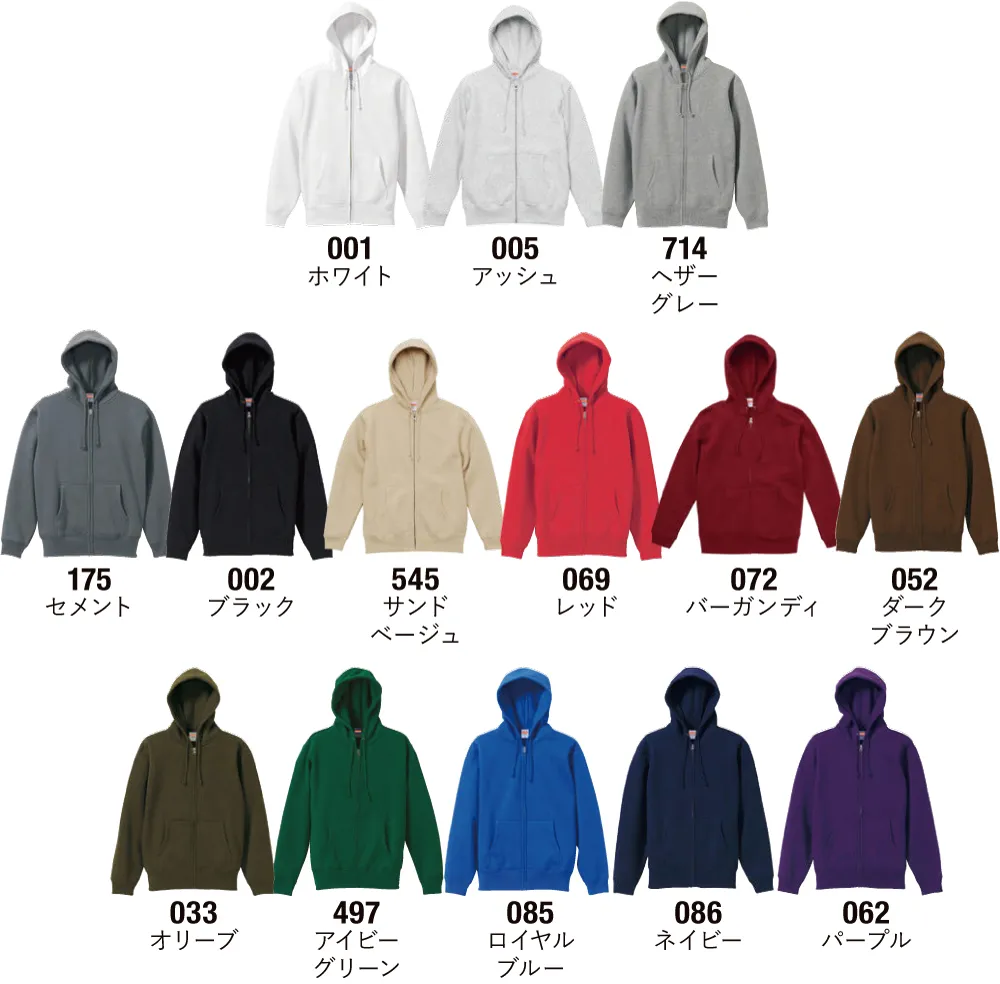 001
ホワイト
005
アッシュ
714
ヘザー
グレー
175
セメント
002
ブラック
545
サンド
ベージュ
069
レッド
072
バーガンディ
052
ダーク
ブラウン
033
オリーブ
497
アイビー
グリーン
085
ロイヤル
ブルー
086
ネイビー
062
パープル